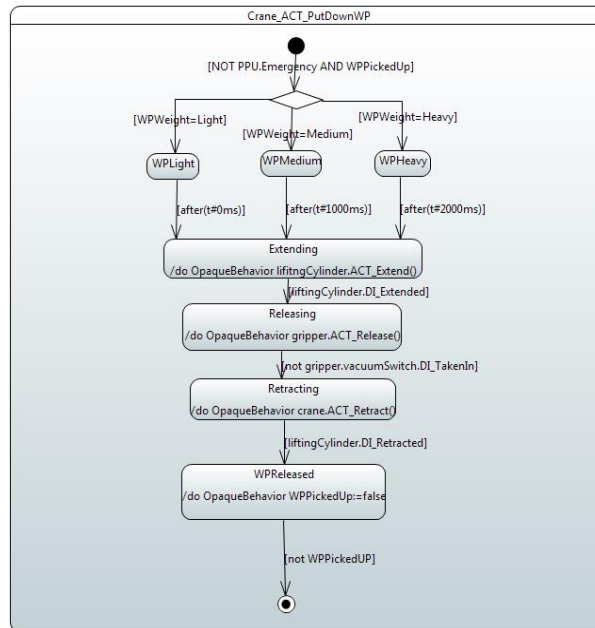 Crane_ACT_PutDownWP
[NOT PPU.Emergency AND WPPickedUp]
[WPWeight=Light]
[WPWeight=Medium]
[WPWeight=Heavy]
WPLight
WPMedium
WPHeavy
[after(t#0ms)]
[after(t#1000ms)]
[after(t#2000ms)]
Extending
/do OpaqueBehavior lifitngCylinder.ACT_Extend()
[liftingCylinder.DI_Extended]
Releasing
/do OpaqueBehavior gripper.ACT_Release()
[not gripper.vacuumSwitch.DI_TakenIn]
Retracting
/do OpaqueBehavior crane.ACT_Retract()
[liftingCylinder.DI_Retracted]
WPReleased
/do OpaqueBehavior WPPickedUp:=false
[not WPPickedUP]